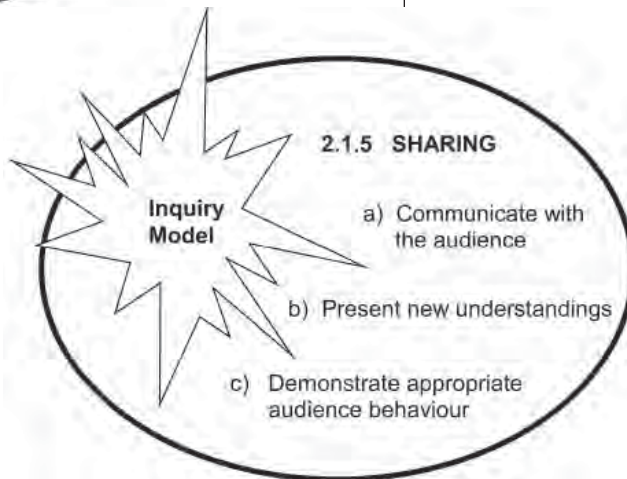 2.1.5 SHARING
Inquiry
Model
a) Communicate with
the audience
b) Present new understandings
c) Demonstrate appropriate
audience behaviour